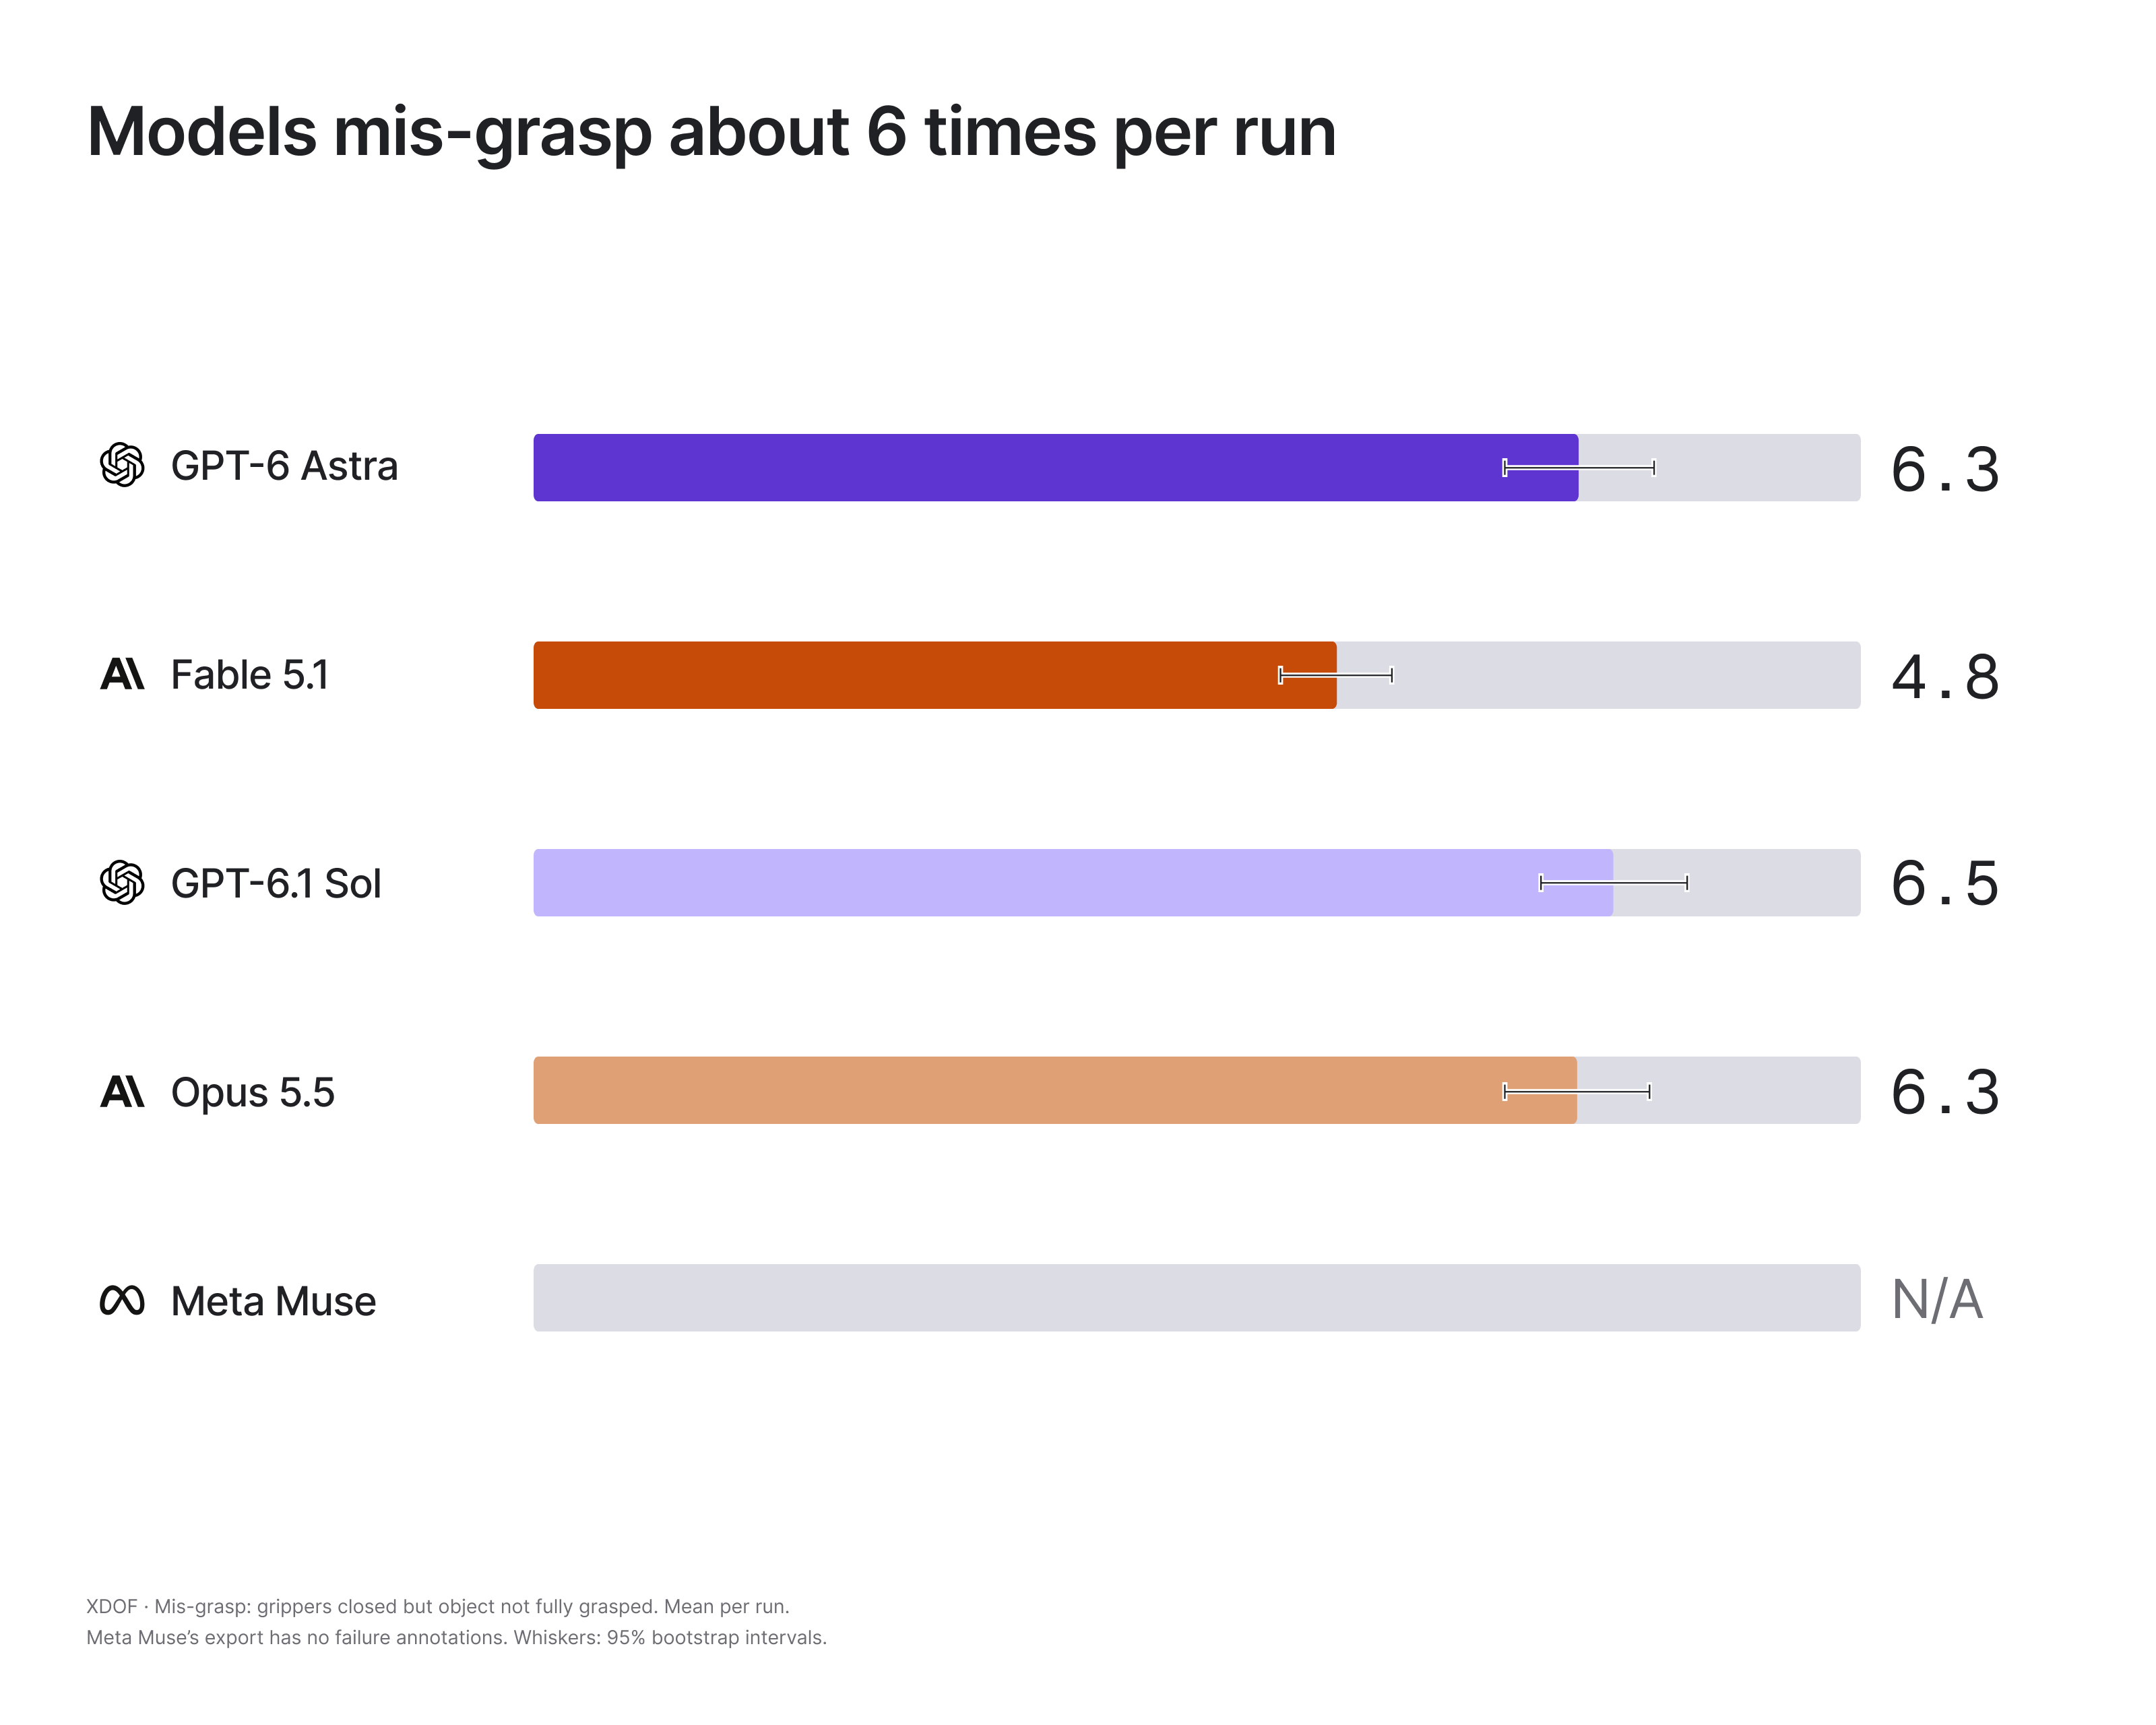 Models mis-grasp about 6 times per run
GPT-6 Astra 6.3
Fable 5.1 4.8
GPT-6.1 Sol 6.5
Opus 5.5 6.3
Meta Muse N/A
XDOF · Mis-grasp: grippers closed but object not fully grasped. Mean per run.
Meta Muse’s export has no failure annotations. Whiskers: 95% bootstrap intervals.